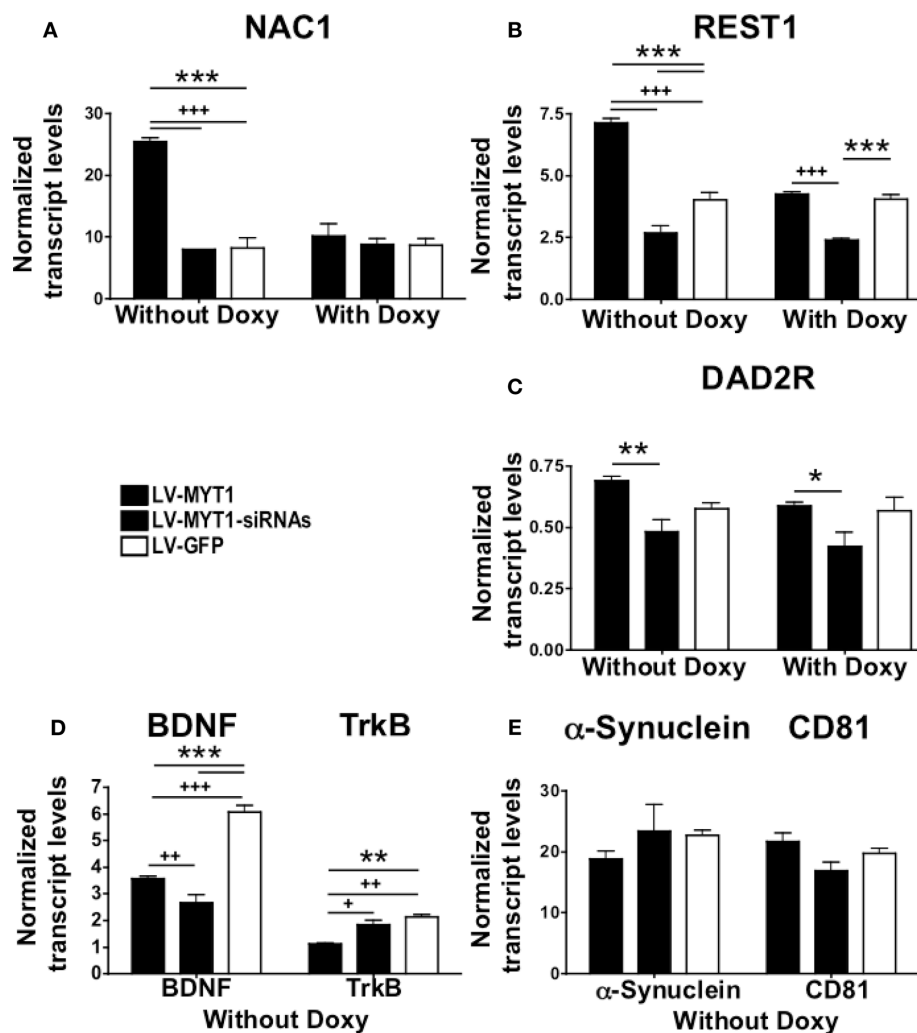 A
NAC1
***
+++
30
20
10
0
Normalized
transcript levels
Without Doxy
With Doxy
B
REST1
***
+++
+++
***
7.5
5.0
2.5
0.0
Normalized
transcript levels
Without Doxy
With Doxy
C
DAD2R
**
*
0.75
0.50
0.25
0.00
Normalized
transcript levels
Without Doxy
With Doxy
LV-MYT1
LV-MYT1-siRNAs
LV-GFP
D
BDNF
TrkB
***
+++
++
**
++
+
7
6
5
4
3
2
1
0
Normalized
transcript levels
BDNF
TrkB
Without Doxy
E
α-Synuclein
CD81
30
20
10
0
Normalized
transcript levels
α-Synuclein
CD81
Without Doxy